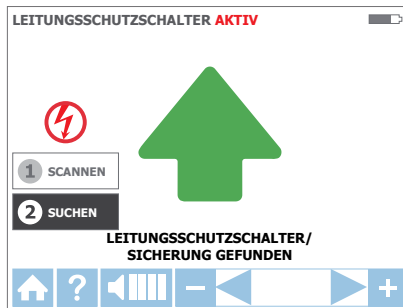 LEITUNGSSCHUTZSCHALTER AKTIV
1 SCANNEN
2 SUCHEN
LEITUNGSSCHUTZSCHALTER/
SICHERUNG GEFUNDEN
? − +